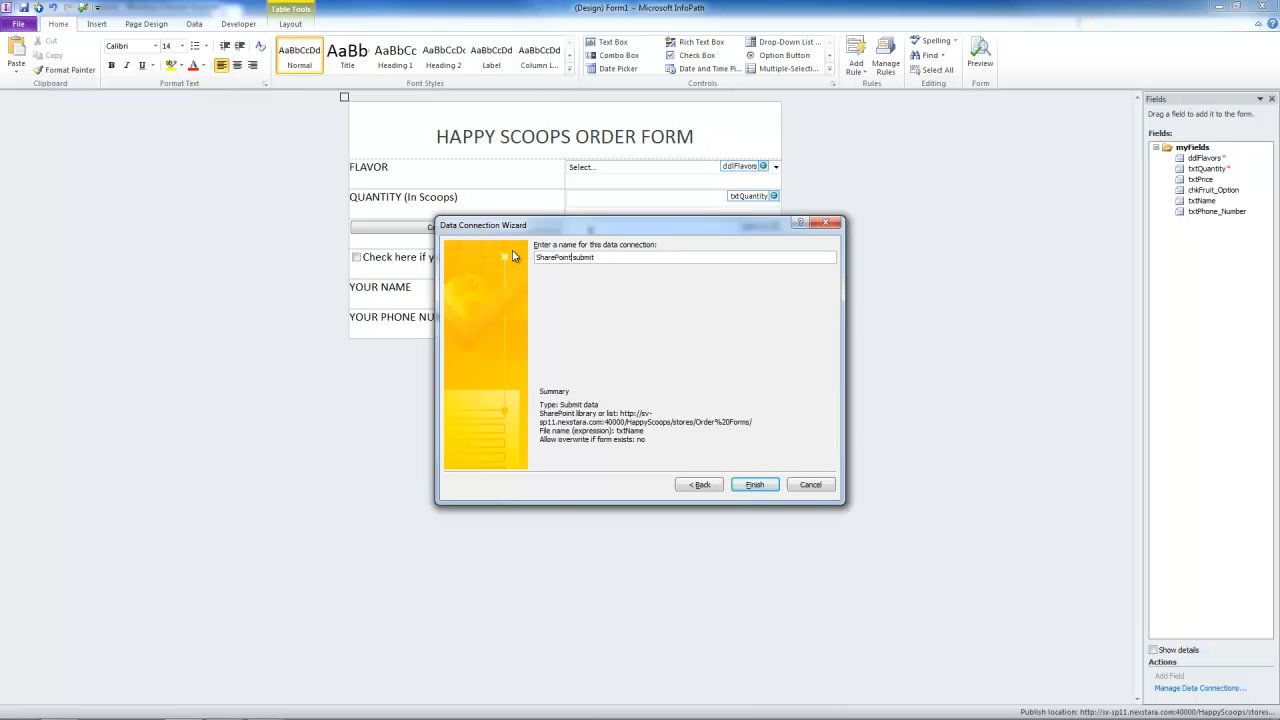 (Design) Form1 - Microsoft InfoPath
Table Tools
File Home Insert Page Design Data Developer Layout
Paste
Cut
Copy
Format Painter
Clipboard
Calibri 14
B I U A
Format Text
AaBbCcDd AaBb AaBbCc AaBbCcDc AaBbCcDd AaBbCcDd
Normal Title Heading 1 Heading 2 Label Column L...
Font Styles
Text Box Rich Text Box Drop-Down List ...
Combo Box Check Box Option Button
Check Box Date Picker Date and Time Pi... Multiple-Selecti...
Controls
Add Rule
Manage Rules
Rules
Spelling
Find
Select All
Editing
Preview
Form
HAPPY SCOOPS ORDER FORM
FLAVOR Select... ddlFlavors
QUANTITY (In Scoops) txtQuantity
Check here if y
YOUR NAME
YOUR PHONE NU
Data Connection Wizard
Enter a name for this data connection:
SharePoint submit
Summary
Type: Submit data
SharePoint library or list: http://sv-
sp11.nexstara.com:40000/HappyScoops/stores/Order%20Forms/
File name (expression): txtName
Allow overwrite if form exists: no
< Back Finish Cancel
Fields
Drag a field to add it to the form.
Fields:
myFields
ddlFlavors*
txtQuantity*
txtPrice
chkFruit_Option
txtName
txtPhone_Number
Show details
Actions
Add Field
Manage Data Connections...
Publish location: http://sv-sp11.nexstara.com:40000/HappyScoops/stores...